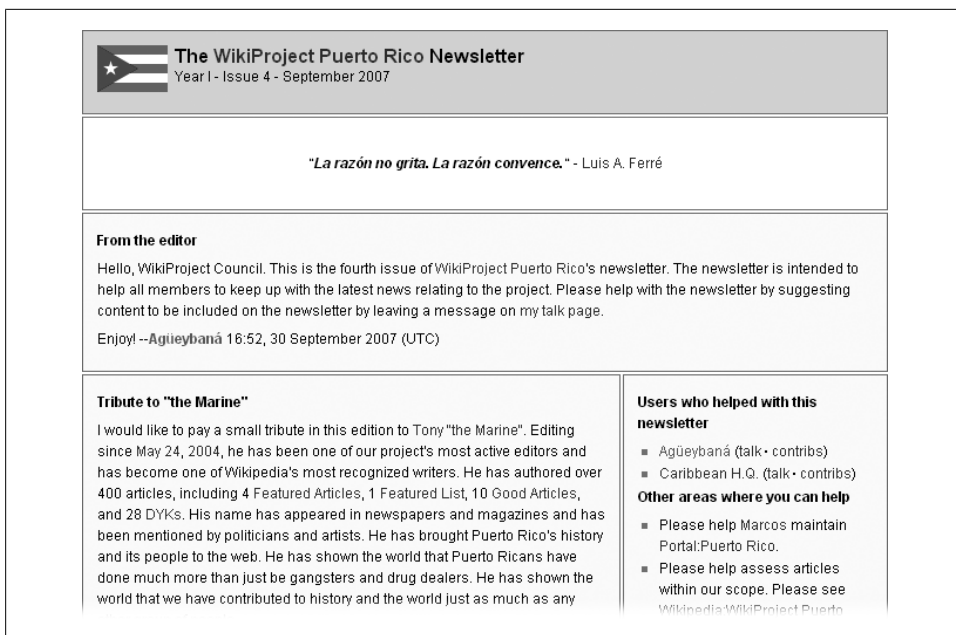 The WikiProject Puerto Rico Newsletter
Year I - Issue 4 - September 2007
"La razón no grita. La razón convence." - Luis A. Ferré
From the editor
Hello, WikiProject Council. This is the fourth issue of WikiProject Puerto Rico's newsletter. The newsletter is intended to
help all members to keep up with the latest news relating to the project. Please help with the newsletter by suggesting
content to be included on the newsletter by leaving a message on my talk page.
Enjoy! --Agüeybaná 16:52, 30 September 2007 (UTC)
Tribute to "the Marine"
I would like to pay a small tribute in this edition to Tony "the Marine". Editing
since May 24, 2004, he has been one of our project's most active editors and
has become one of Wikipedia's most recognized writers. He has authored over
400 articles, including 4 Featured Articles, 1 Featured List, 10 Good Articles,
and 28 DYKs. His name has appeared in newspapers and magazines and has
been mentioned by politicians and artists. He has brought Puerto Rico's history
and its people to the web. He has shown the world that Puerto Ricans have
done much more than just be gangsters and drug dealers. He has shown the
world that we have contributed to history and the world just as much as any
Users who helped with this
newsletter
Agüeybaná (talk • contribs)
Caribbean H.Q. (talk • contribs)
Other areas where you can help
Please help Marcos maintain
Portal:Puerto Rico.
Please help assess articles
within our scope. Please see
Wikipedia:WikiProject Puerto